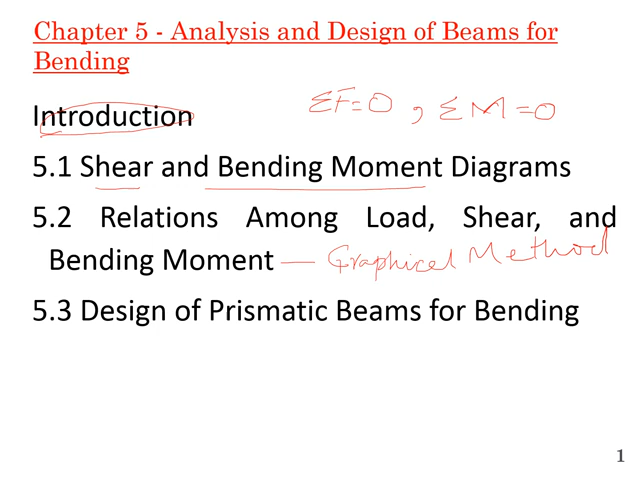 Chapter 5 - Analysis and Design of Beams for
Bending
Introduction
ΣF=0 , ΣM=0
5.1 Shear and Bending Moment Diagrams
5.2 Relations Among Load, Shear, and
Bending Moment — Graphical Method
5.3 Design of Prismatic Beams for Bending
1